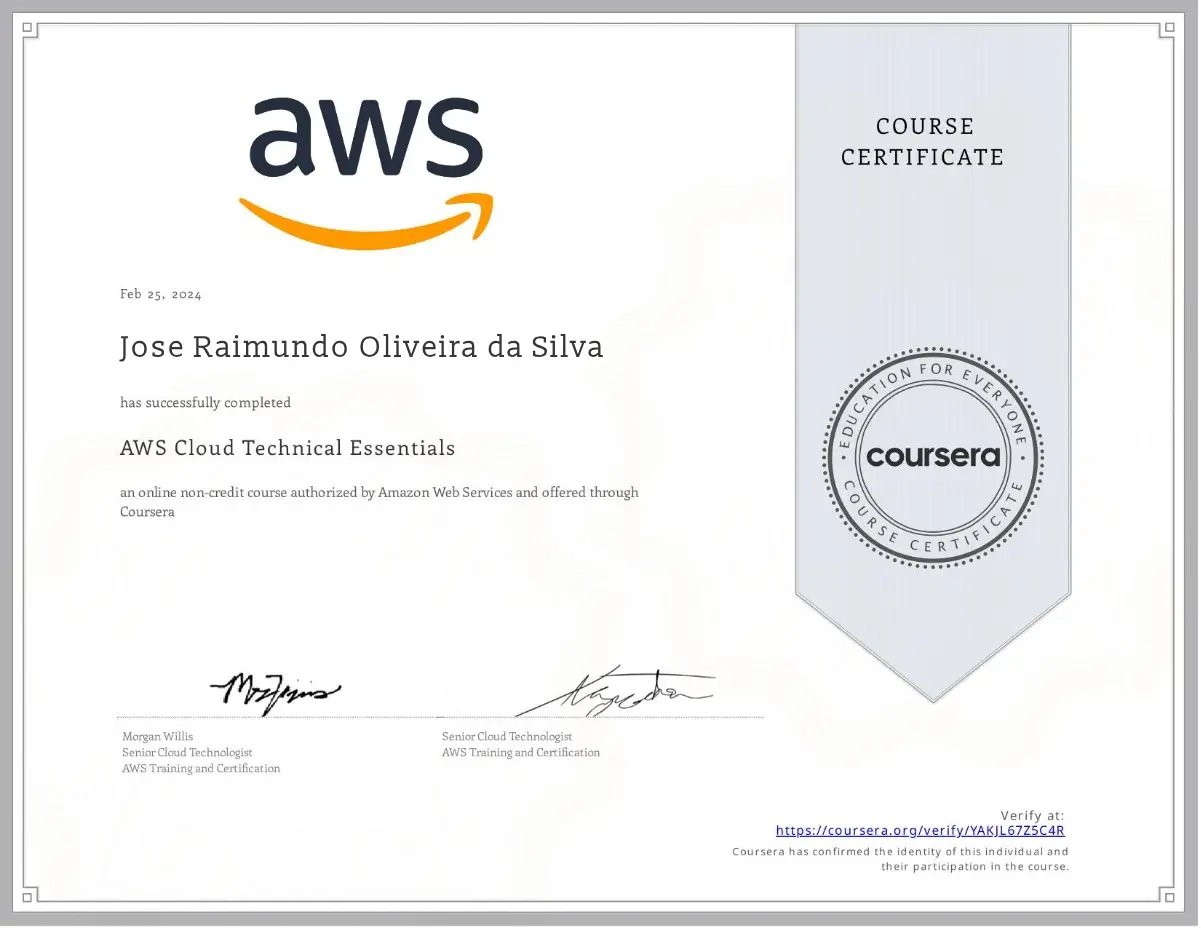 aws
COURSE
CERTIFICATE
Feb 25, 2024
Jose Raimundo Oliveira da Silva
has successfully completed
AWS Cloud Technical Essentials
an online non-credit course authorized by Amazon Web Services and offered through
Coursera
EDUCATION FOR EVERYONE
coursera
COURSE CERTIFICATE
Morgan Willis
Senior Cloud Technologist
AWS Training and Certification
Senior Cloud Technologist
AWS Training and Certification
Verify at:
https://coursera.org/verify/YAKJL67Z5C4R
Coursera has confirmed the identity of this individual and
their participation in the course.